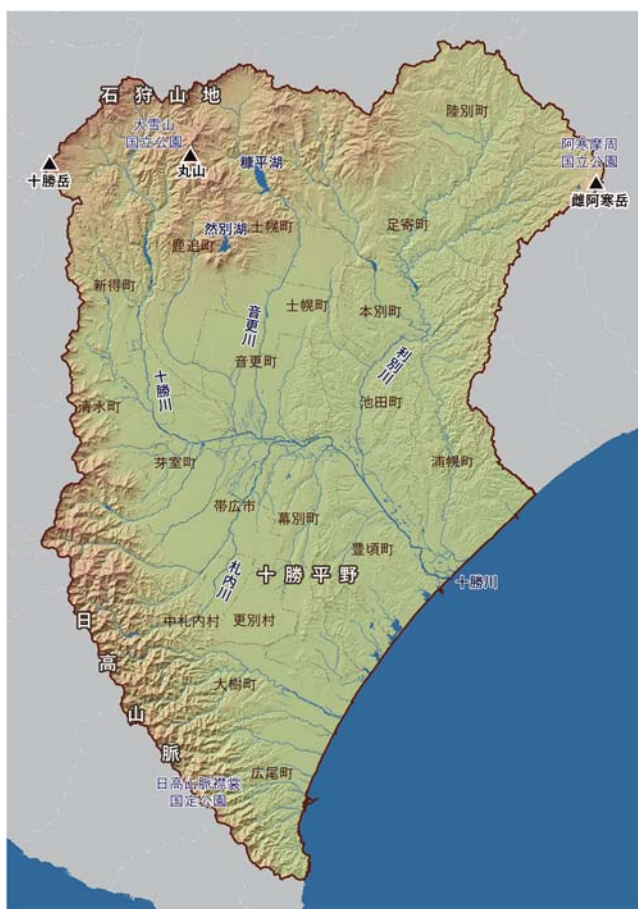 石狩山地
大雪山
国立公園
陸別町
阿寒摩周
国立公園
十勝岳
丸山
糠平湖
雌阿寒岳
士幌町
然別湖
鹿追町
足寄町
新得町
士幌町
本別町
音更川
音更町
利別川
十勝川
池田町
清水町
芽室町
浦幌町
帯広市
幕別町
豊頃町
十勝平野
十勝川
札内川
中札内村
更別村
日高山脈
大樹町
広尾町
日高山脈襟裳
国定公園